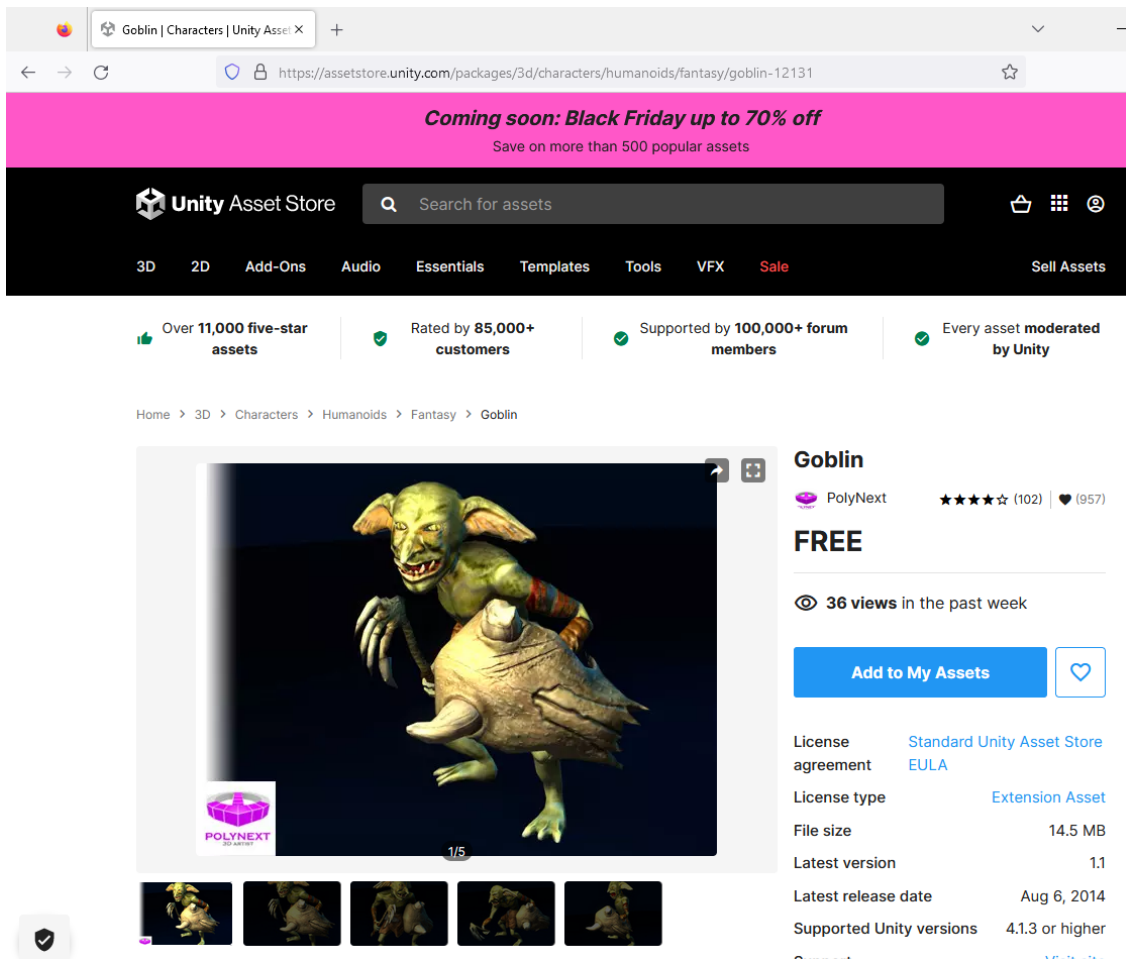 Goblin | Characters | Unity Asset
https://assetstore.unity.com/packages/3d/characters/humanoids/fantasy/goblin-12131
Coming soon: Black Friday up to 70% off
Save on more than 500 popular assets
Unity Asset Store
Search for assets
3D 2D Add-Ons Audio Essentials Templates Tools VFX Sale Sell Assets
Over 11,000 five-star assets
Rated by 85,000+ customers
Supported by 100,000+ forum members
Every asset moderated by Unity
Home > 3D > Characters > Humanoids > Fantasy > Goblin
POLYNEXT
3D ARTIST
1/5
Goblin
PolyNext (102) (957)
FREE
36 views in the past week
Add to My Assets
License agreement Standard Unity Asset Store EULA
License type Extension Asset
File size 14.5 MB
Latest version 1.1
Latest release date Aug 6, 2014
Supported Unity versions 4.1.3 or higher